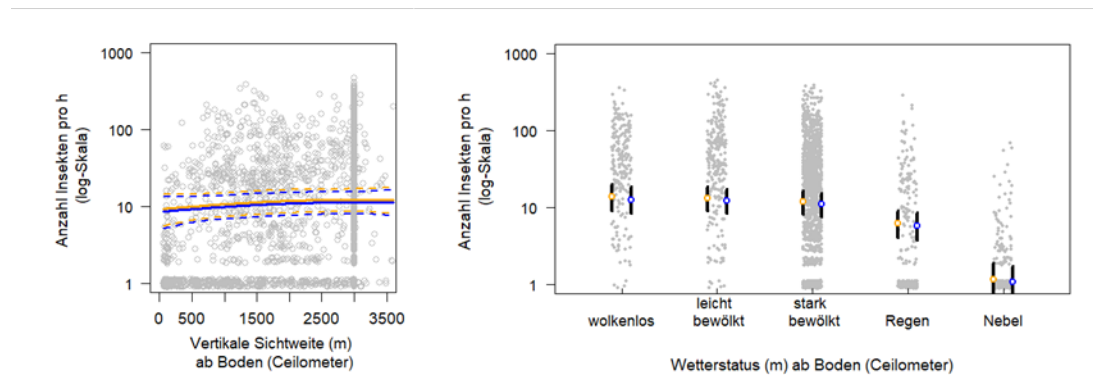 Anzahl Insekten pro h
(log-Skala)
1000
100
10
1
0
500
1500
2500
3500
Vertikale Sichtweite (m)
ab Boden (Ceilometer)
Anzahl Insekten pro h
(log-Skala)
1000
100
10
1
wolkenlos
leicht
bewölkt
stark
bewölkt
Regen
Nebel
Wetterstatus (m) ab Boden (Ceilometer)